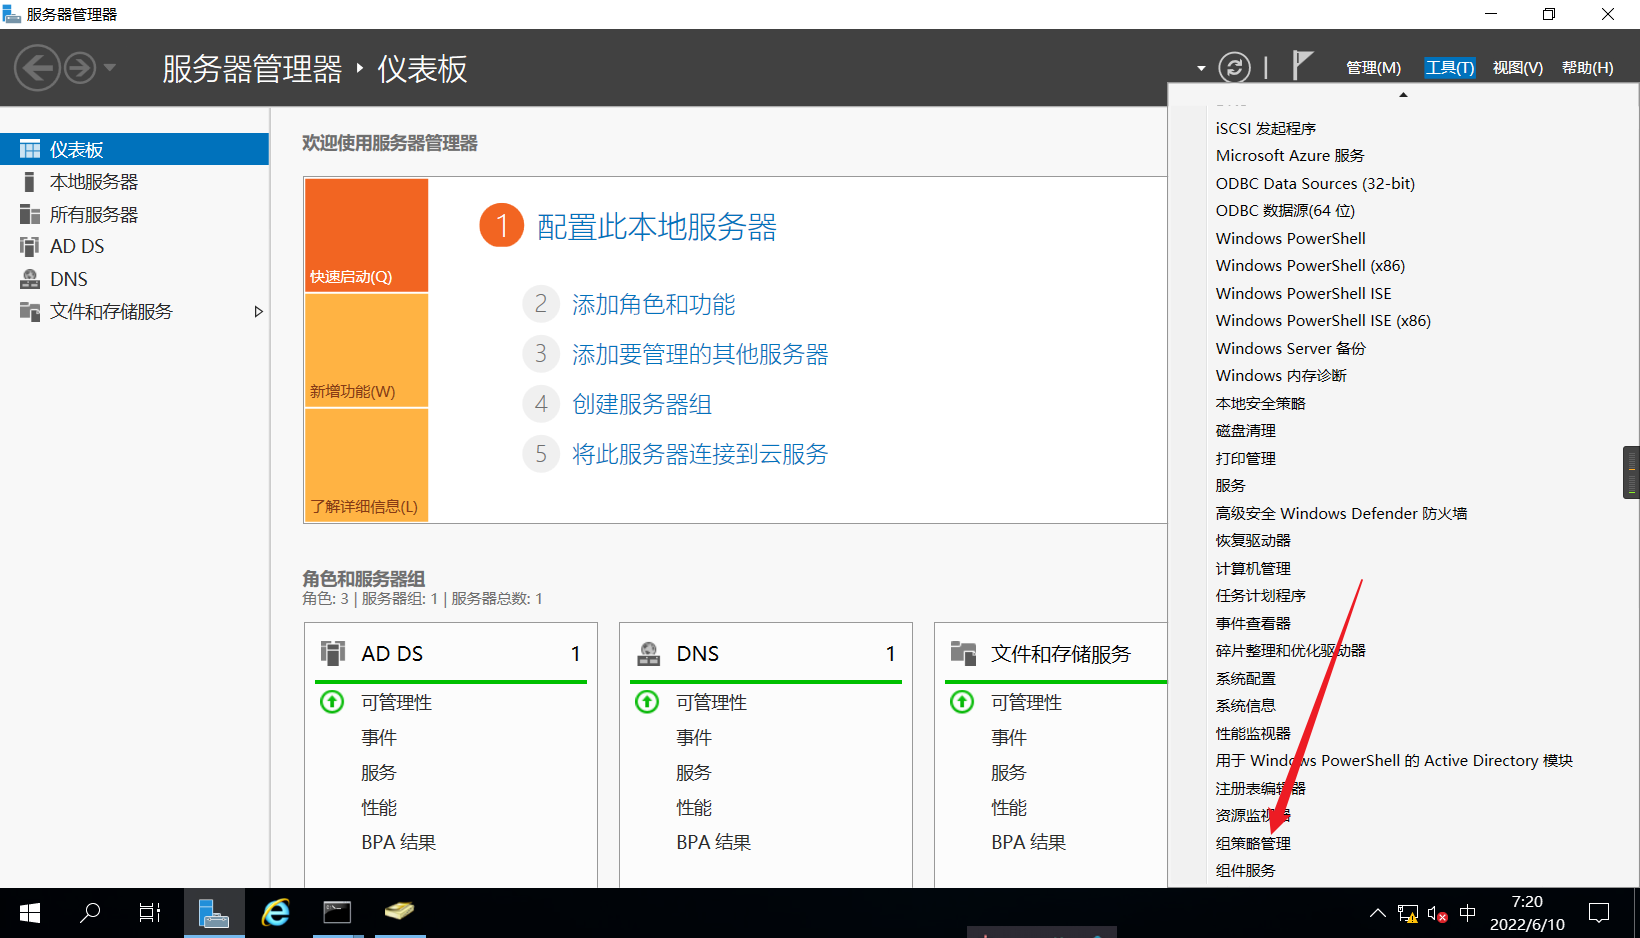 服务器管理器
服务器管理器 ‣ 仪表板
管理(M) 工具(T) 视图(V) 帮助(H)
仪表板
本地服务器
所有服务器
AD DS
DNS
文件和存储服务
欢迎使用服务器管理器
快速启动(Q)
新增功能(W)
了解详细信息(L)
1 配置此本地服务器
2 添加角色和功能
3 添加要管理的其他服务器
4 创建服务器组
5 将此服务器连接到云服务
角色和服务器组
角色: 3 | 服务器组: 1 | 服务器总数: 1
AD DS 1
可管理性
事件
服务
性能
BPA 结果
DNS 1
可管理性
事件
服务
性能
BPA 结果
文件和存储服务
可管理性
事件
服务
性能
BPA 结果
iSCSI 发起程序
Microsoft Azure 服务
ODBC Data Sources (32-bit)
ODBC 数据源(64 位)
Windows PowerShell
Windows PowerShell (x86)
Windows PowerShell ISE
Windows PowerShell ISE (x86)
Windows Server 备份
Windows 内存诊断
本地安全策略
磁盘清理
打印管理
服务
高级安全 Windows Defender 防火墙
恢复驱动器
计算机管理
任务计划程序
事件查看器
碎片整理和优化驱动器
系统配置
系统信息
性能监视器
用于 Windows PowerShell 的 Active Directory 模块
注册表编辑器
资源监视器
组策略管理
组件服务
中
7:20
2022/6/10